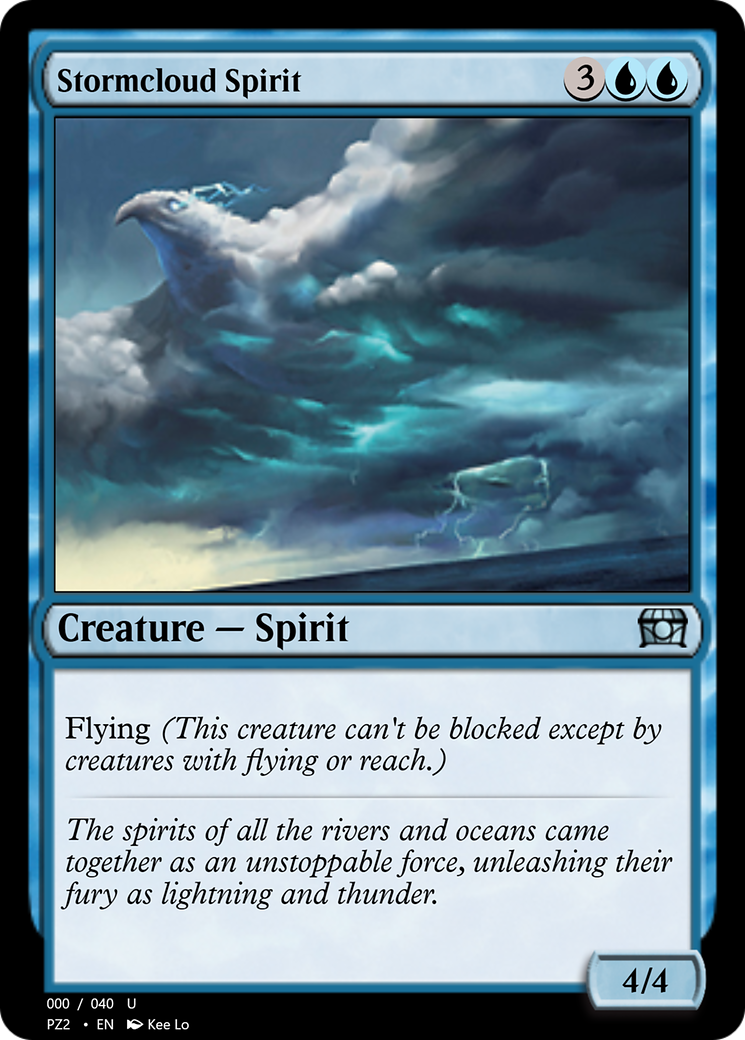 Stormcloud Spirit 3
Creature — Spirit
Flying (This creature can't be blocked except by
creatures with flying or reach.)
The spirits of all the rivers and oceans came
together as an unstoppable force, unleashing their
fury as lightning and thunder.
4/4
000 / 040 U
PZ2 • EN Kee Lo